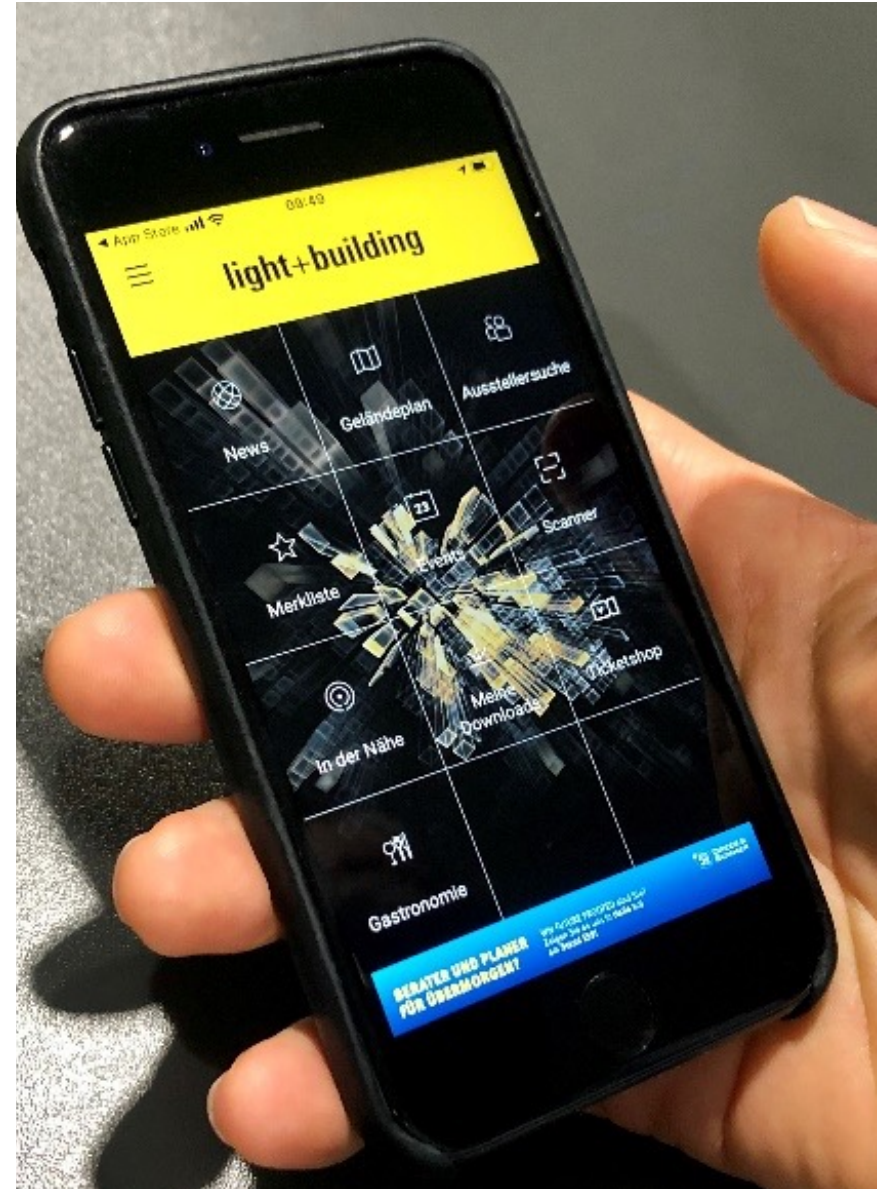 App Store
09:49
light+building
News
Geländeplan
Ausstellersuche
Merkliste
23
Events
Scanner
In der Nähe
Meine
Downloads
Ticketshop
Gastronomie
BERATER UND PLANER
FÜR ÜBERMORGEN?